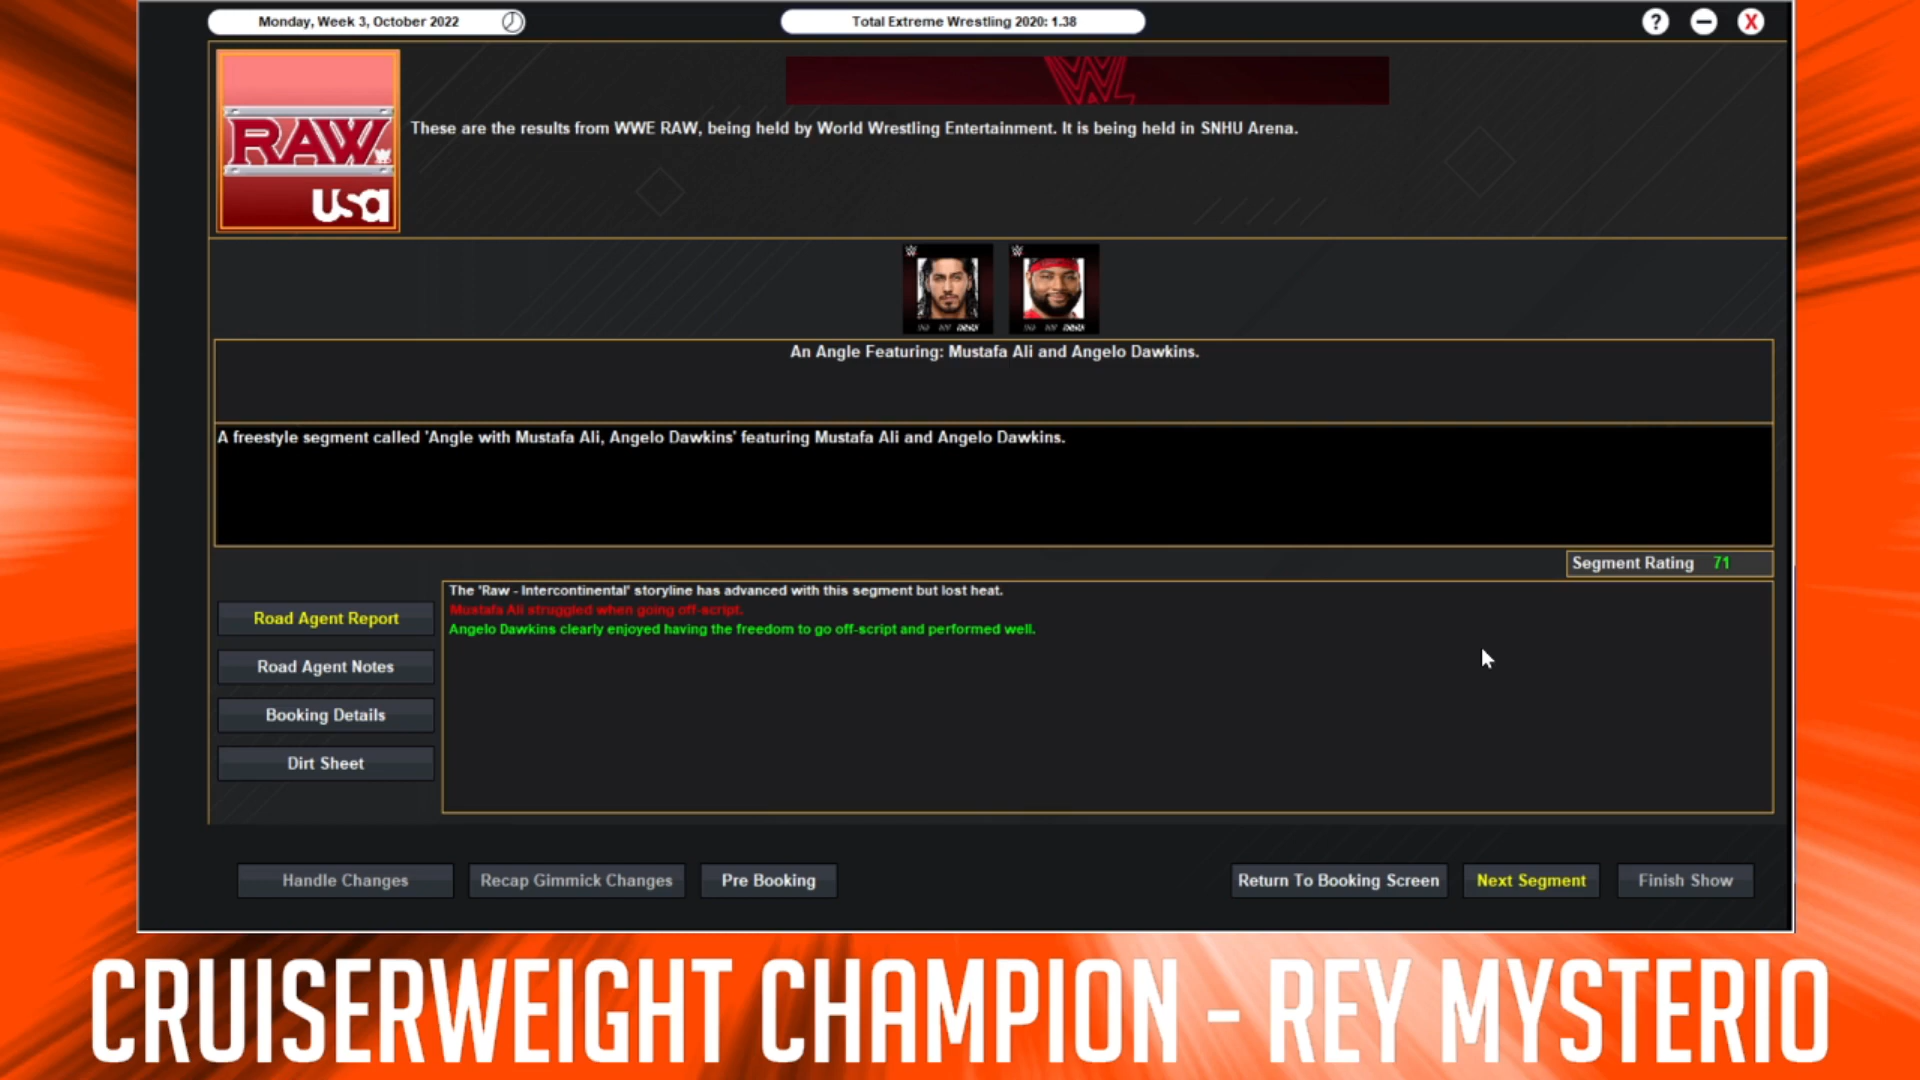 Monday, Week 3, October 2022
Total Extreme Wrestling 2020: 1.38
?
X
RAW
usa
These are the results from WWE RAW, being held by World Wrestling Entertainment. It is being held in SNHU Arena.
An Angle Featuring: Mustafa Ali and Angelo Dawkins.
A freestyle segment called 'Angle with Mustafa Ali, Angelo Dawkins' featuring Mustafa Ali and Angelo Dawkins.
Segment Rating 71
The 'Raw - Intercontinental' storyline has advanced with this segment but lost heat.
Mustafa Ali struggled when going off-script.
Angelo Dawkins clearly enjoyed having the freedom to go off-script and performed well.
Road Agent Report
Road Agent Notes
Booking Details
Dirt Sheet
Handle Changes
Recap Gimmick Changes
Pre Booking
Return To Booking Screen
Next Segment
Finish Show
CRUISERWEIGHT CHAMPION - REY MYSTERIO